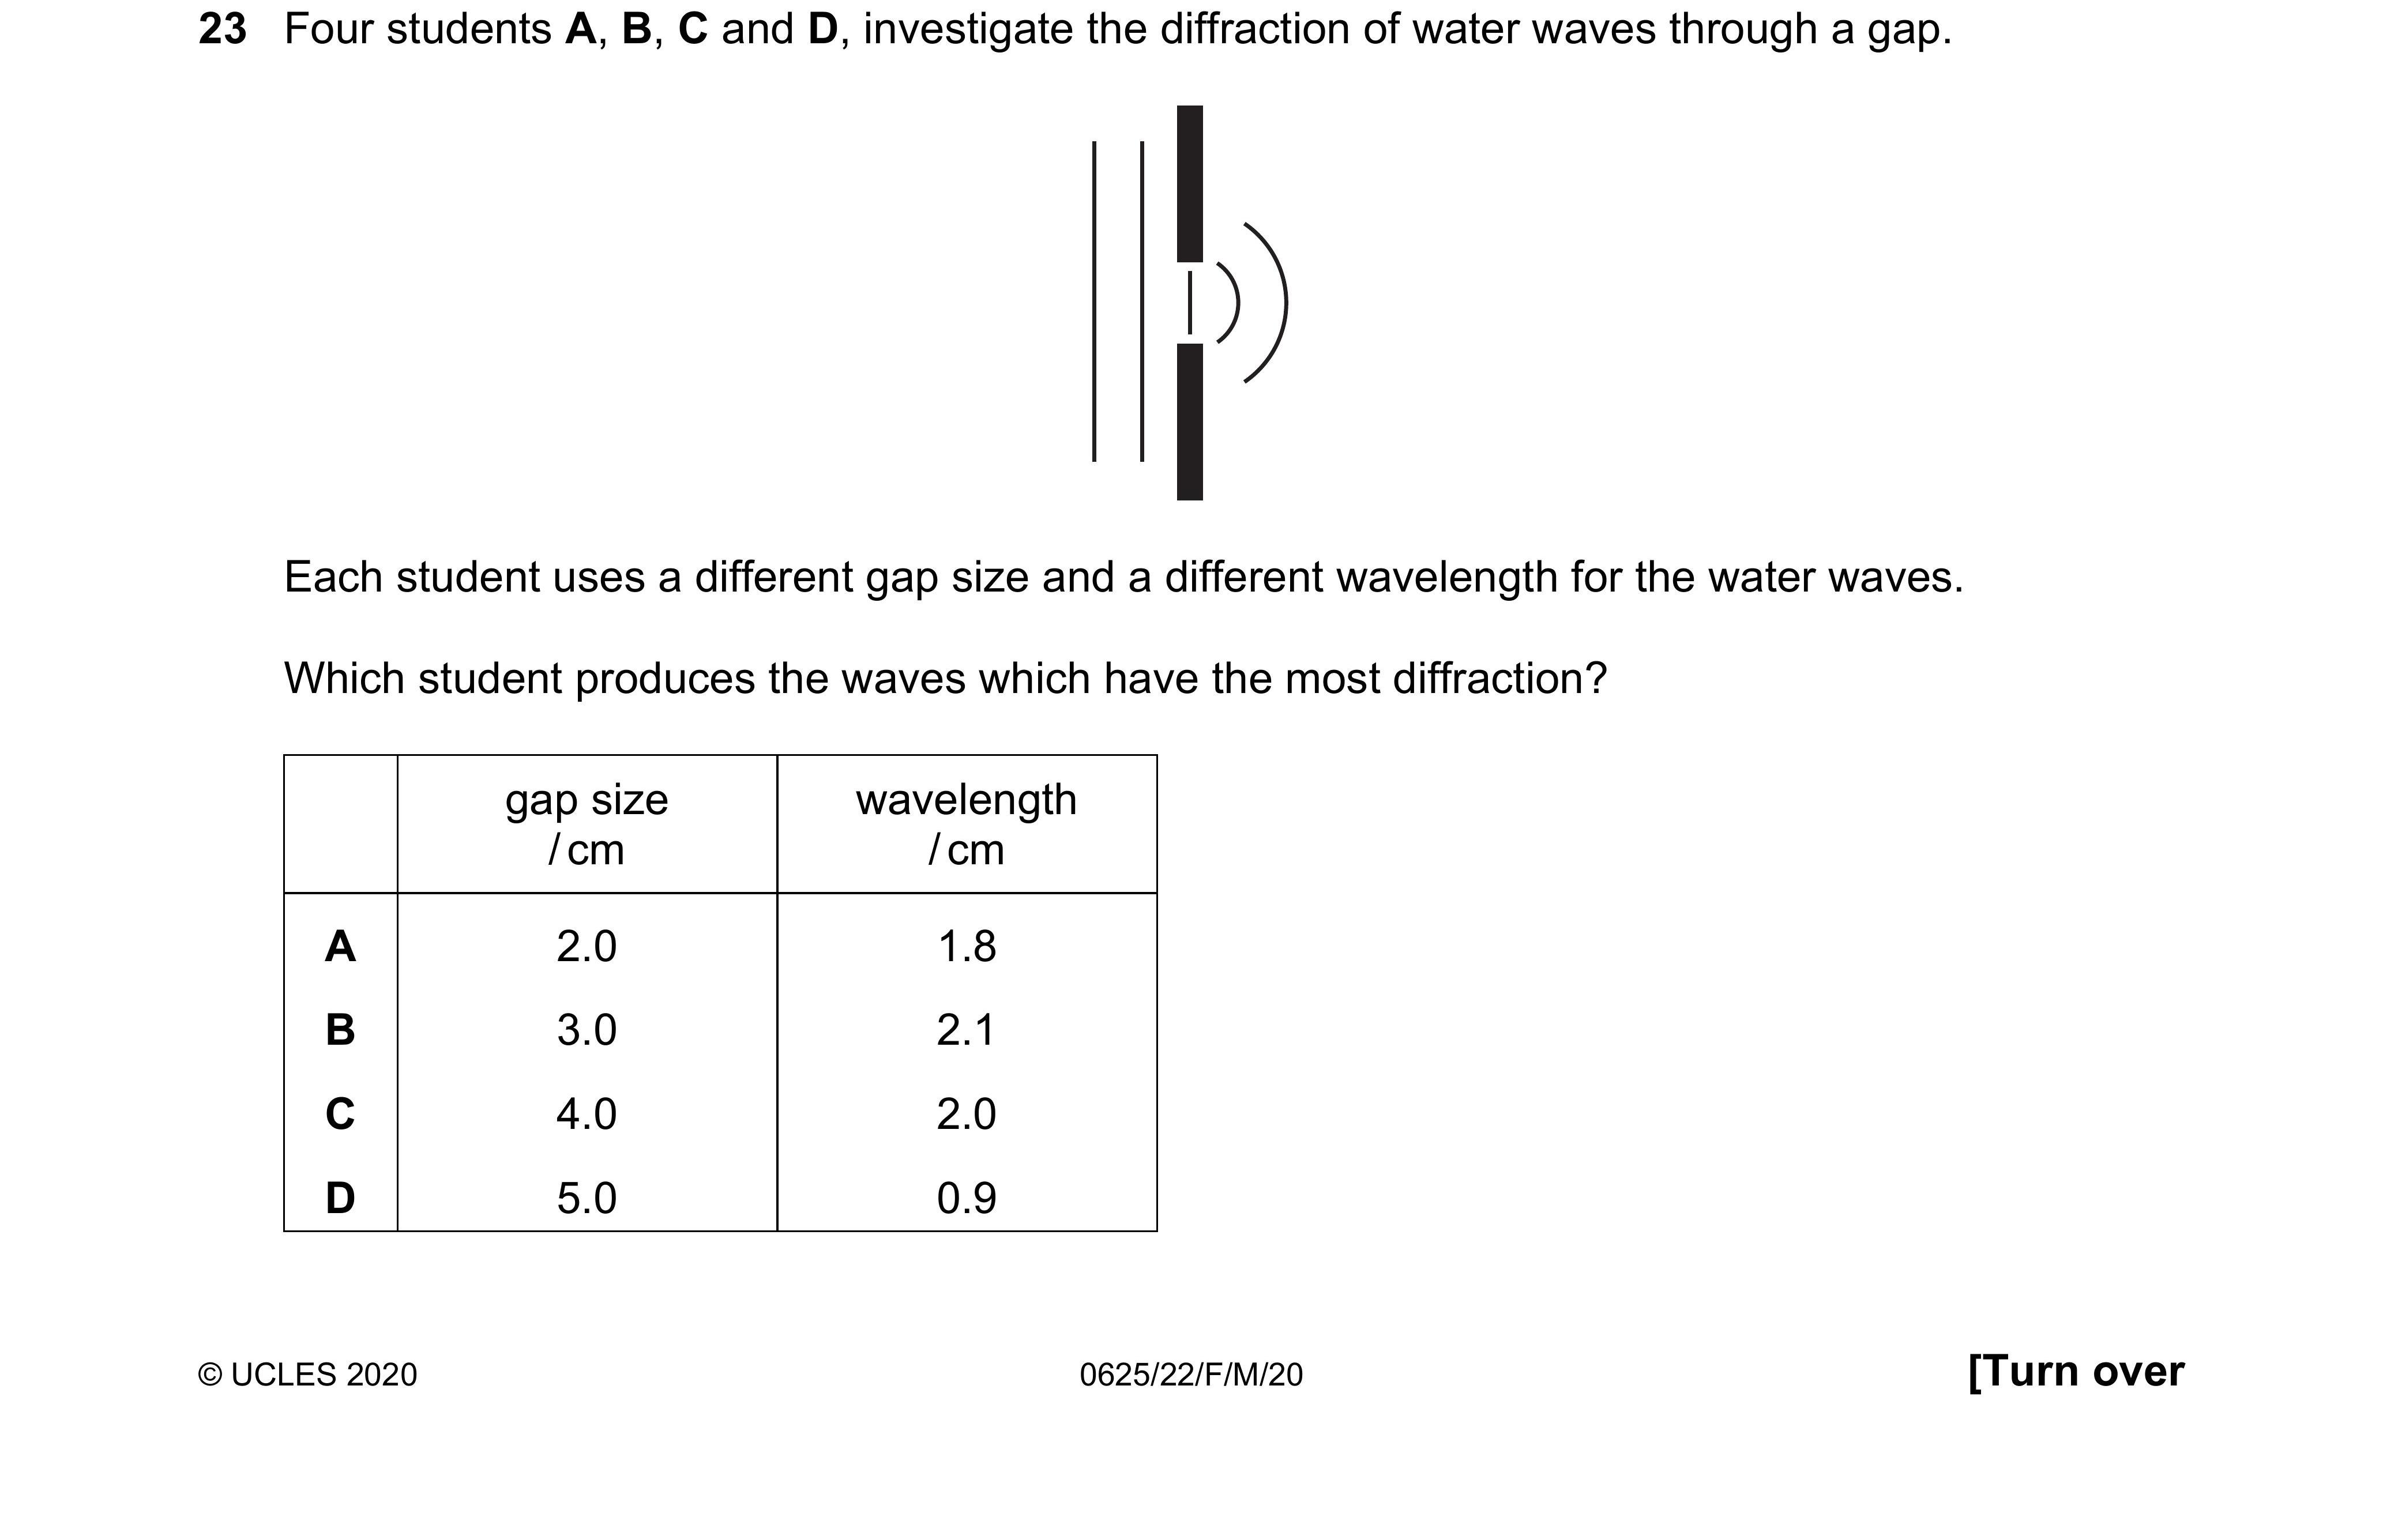 23 Four students A, B, C and D, investigate the diffraction of water waves through a gap.
Each student uses a different gap size and a different wavelength for the water waves.
Which student produces the waves which have the most diffraction?
gap size wavelength
/ cm / cm
A 2.0 1.8
B 3.0 2.1
C 4.0 2.0
D 5.0 0.9
© UCLES 2020 0625/22/F/M/20 [Turn over